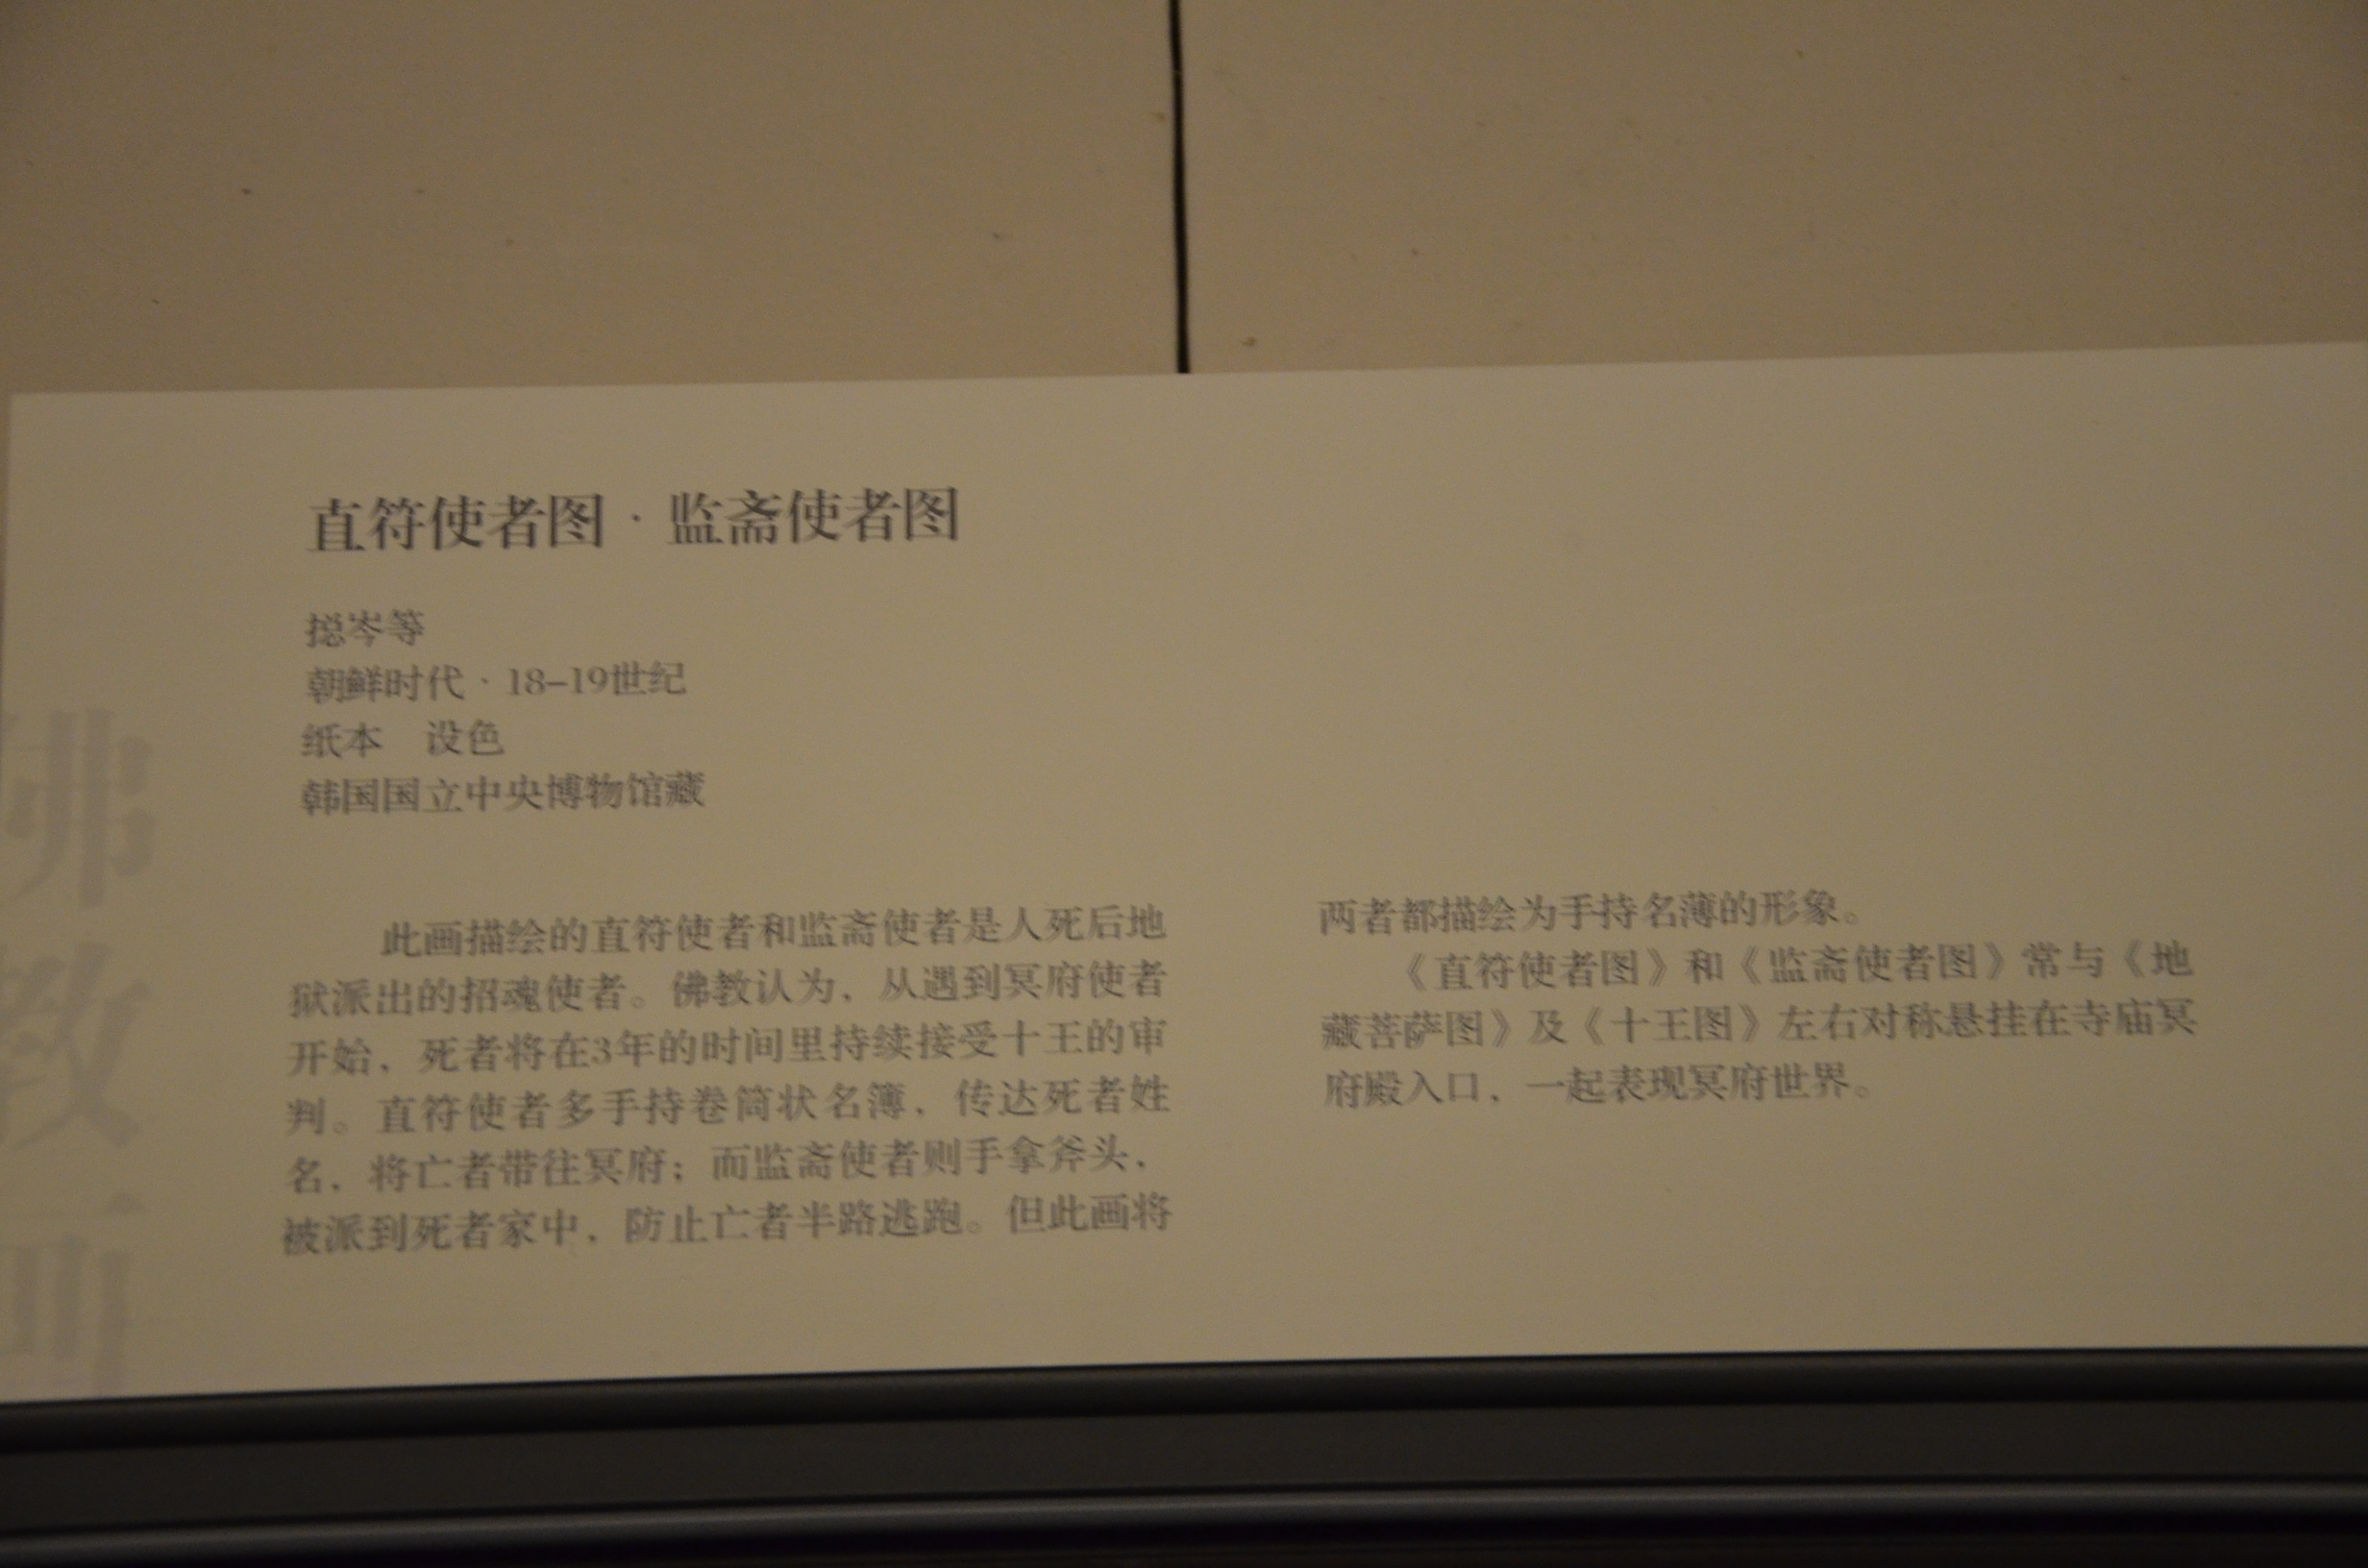 直符使者图·监斋使者图
搃岑等
朝鲜时代·18-19世纪
纸本　设色
韩国国立中央博物馆藏
此画描绘的直符使者和监斋使者是人死后地
狱派出的招魂使者。佛教认为，从遇到冥府使者
开始，死者将在3年的时间里持续接受十王的审
判。直符使者多手持卷筒状名簿，传达死者姓
名，将亡者带往冥府；而监斋使者则手拿斧头，
被派到死者家中，防止亡者半路逃跑。但此画将
两者都描绘为手持名薄的形象。
《直符使者图》和《监斋使者图》常与《地
藏菩萨图》及《十王图》左右对称悬挂在寺庙冥
府殿入口，一起表现冥府世界。
佛教画